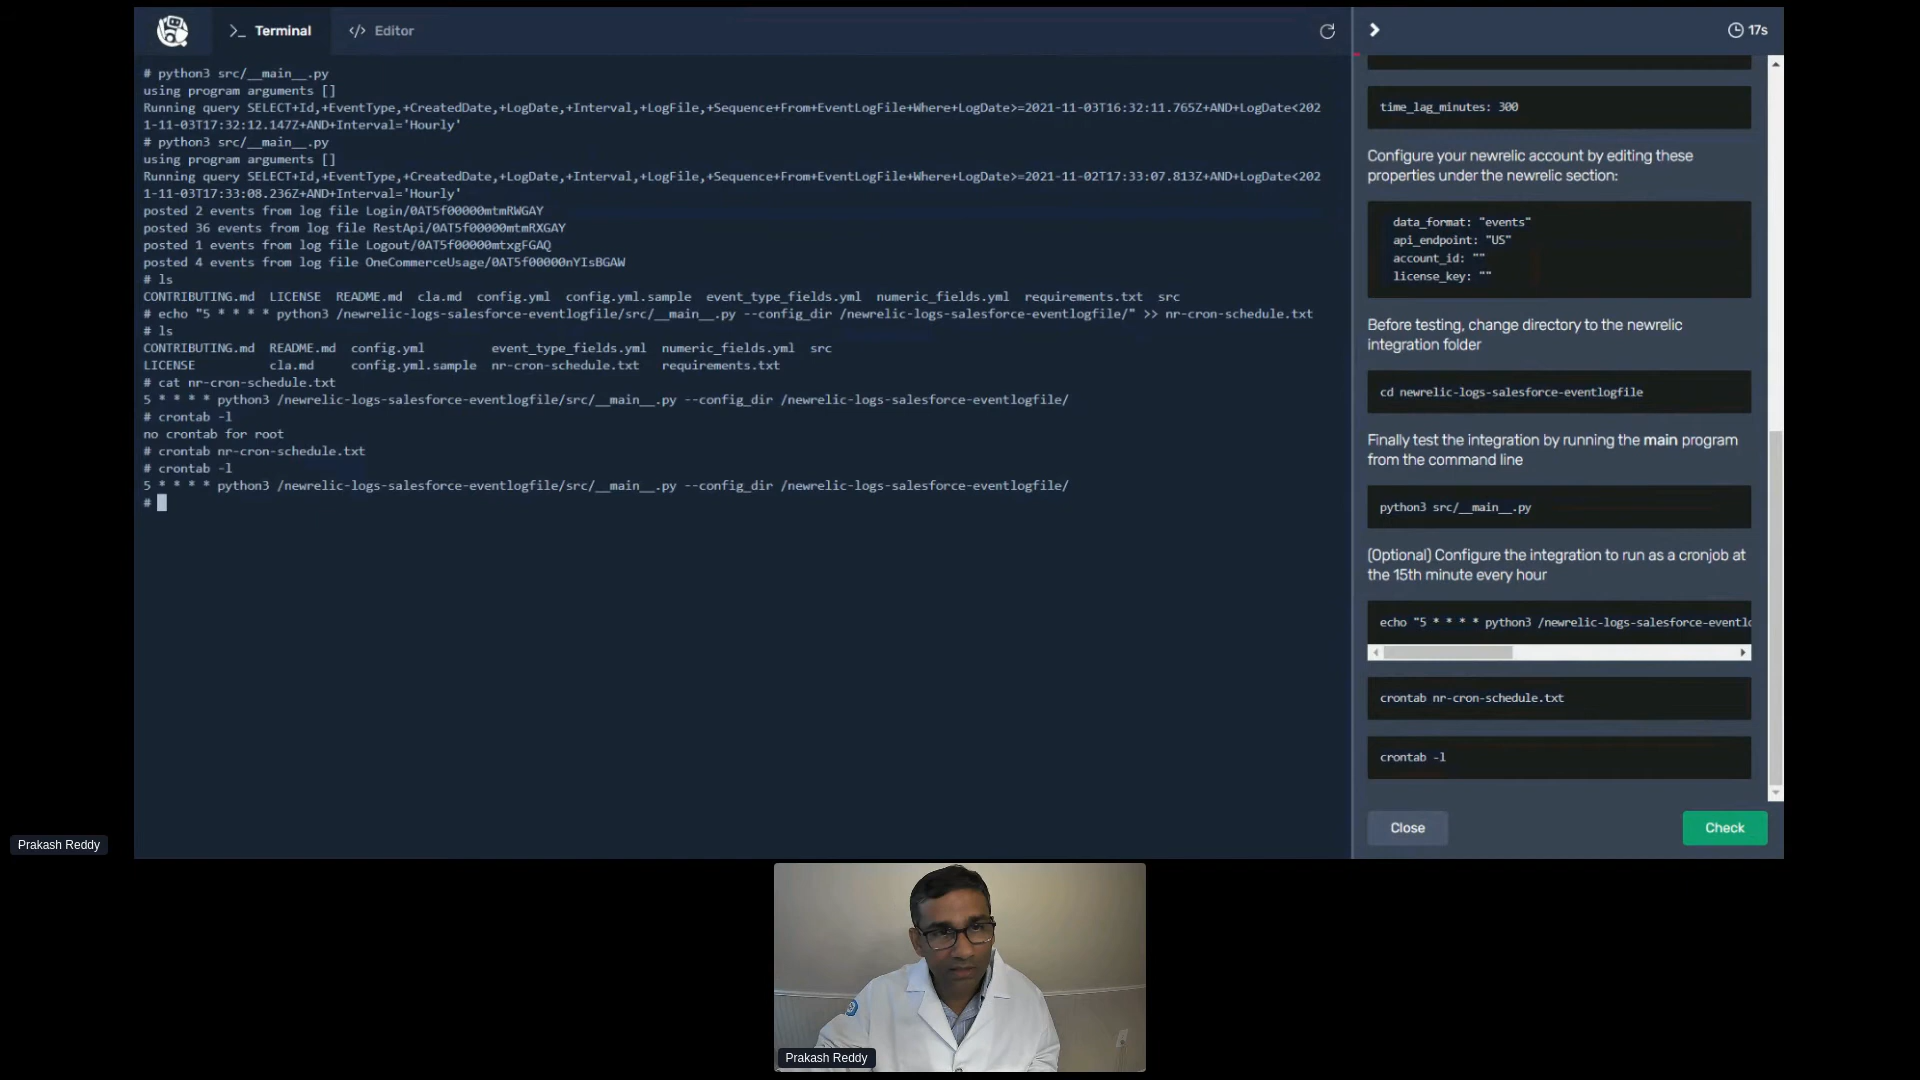 >_ Terminal
</> Editor
17s
# python3 src/__main__.py
using program arguments []
Running query SELECT+Id,+EventType,+CreatedDate,+LogDate,+Interval,+LogFile,+Sequence+From+EventLogFile+Where+LogDate>=2021-11-03T16:32:11.765Z+AND+LogDate<202
1-11-03T17:32:12.147Z+AND+Interval='Hourly'
# python3 src/__main__.py
using program arguments []
Running query SELECT+Id,+EventType,+CreatedDate,+LogDate,+Interval,+LogFile,+Sequence+From+EventLogFile+Where+LogDate>=2021-11-02T17:33:07.813Z+AND+LogDate<202
1-11-03T17:33:08.236Z+AND+Interval='Hourly'
posted 2 events from log file Login/0AT5f00000mtmRWGAY
posted 36 events from log file RestApi/0AT5f00000mtmRXGAY
posted 1 events from log file Logout/0AT5f00000mtxgFGAQ
posted 4 events from log file OneCommerceUsage/0AT5f00000nYIsBGAW
# ls
CONTRIBUTING.md LICENSE README.md cla.md config.yml config.yml.sample event_type_fields.yml numeric_fields.yml requirements.txt src
# echo "5 * * * * python3 /newrelic-logs-salesforce-eventlogfile/src/__main__.py --config_dir /newrelic-logs-salesforce-eventlogfile/" >> nr-cron-schedule.txt
# ls
CONTRIBUTING.md README.md config.yml event_type_fields.yml numeric_fields.yml src
LICENSE cla.md config.yml.sample nr-cron-schedule.txt requirements.txt
# cat nr-cron-schedule.txt
5 * * * * python3 /newrelic-logs-salesforce-eventlogfile/src/__main__.py --config_dir /newrelic-logs-salesforce-eventlogfile/
# crontab -l
no crontab for root
# crontab nr-cron-schedule.txt
# crontab -l
5 * * * * python3 /newrelic-logs-salesforce-eventlogfile/src/__main__.py --config_dir /newrelic-logs-salesforce-eventlogfile/
#
time_lag_minutes: 300
Configure your newrelic account by editing these
properties under the newrelic section:
data_format: "events"
api_endpoint: "US"
account_id: ""
license_key: ""
Before testing, change directory to the newrelic
integration folder
cd newrelic-logs-salesforce-eventlogfile
Finally test the integration by running the main program
from the command line
python3 src/__main__.py
(Optional) Configure the integration to run as a cronjob at
the 15th minute every hour
echo "5 * * * * python3 /newrelic-logs-salesforce-eventlo
crontab nr-cron-schedule.txt
crontab -l
Close
Check
Prakash Reddy
Prakash Reddy